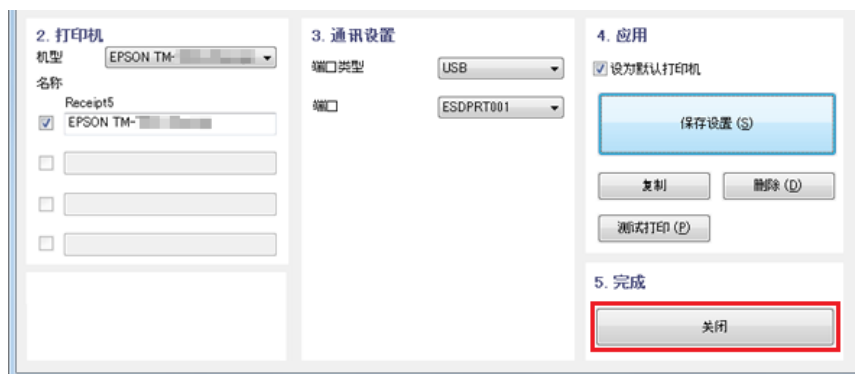 2. 打印机
机型
EPSON TM-
名称
Receipt5
EPSON TM-
3. 通讯设置
端口类型
USB
端口
ESDPRT001
4. 应用
设为默认打印机
保存设置 (S)
复制
删除 (D)
测试打印 (P)
5. 完成
关闭